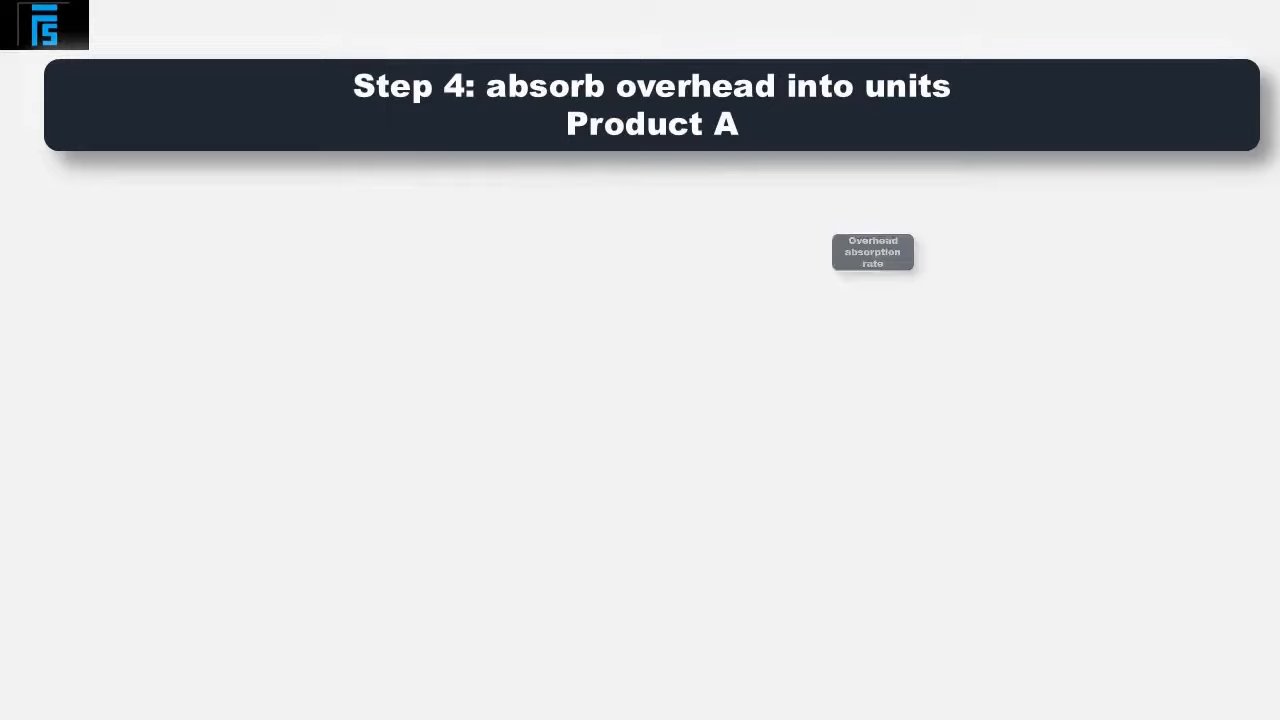 Step 4: absorb overhead into units
Product A
Overhead
absorption
rate